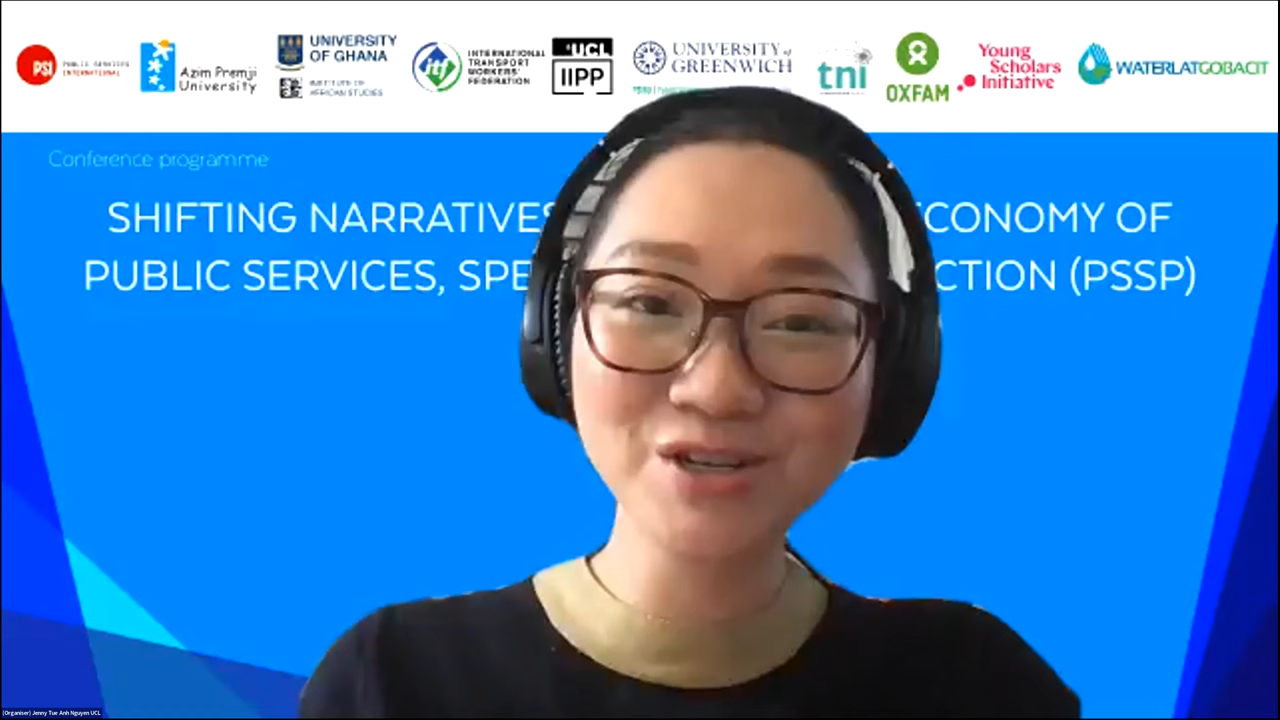 PSI PUBLIC SERVICES
INTERNATIONAL
Azim Premji
University
UNIVERSITY
OF GHANA
INSTITUTE OF
AFRICAN STUDIES
itf
INTERNATIONAL
TRANSPORT
WORKERS'
FEDERATION
UCL
IIPP
UNIVERSITY of
GREENWICH
tni
OXFAM
Young
Scholars
Initiative
WATERLATGOBACIT
Conference programme
SHIFTING NARRATIVES ECONOMY OF
PUBLIC SERVICES, SPE CTION (PSSP)
(Organiser) Jenny Tue Anh Nguyen UCL